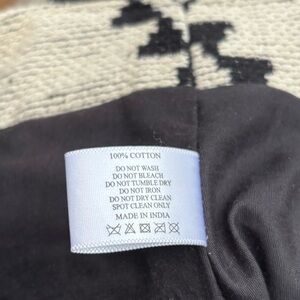 100% COTTON
DO NOT WASH
DO NOT BLEACH
DO NOT TUMBLE DRY
DO NOT IRON
DO NOT DRY CLEAN
SPOT CLEAN ONLY
MADE IN INDIA